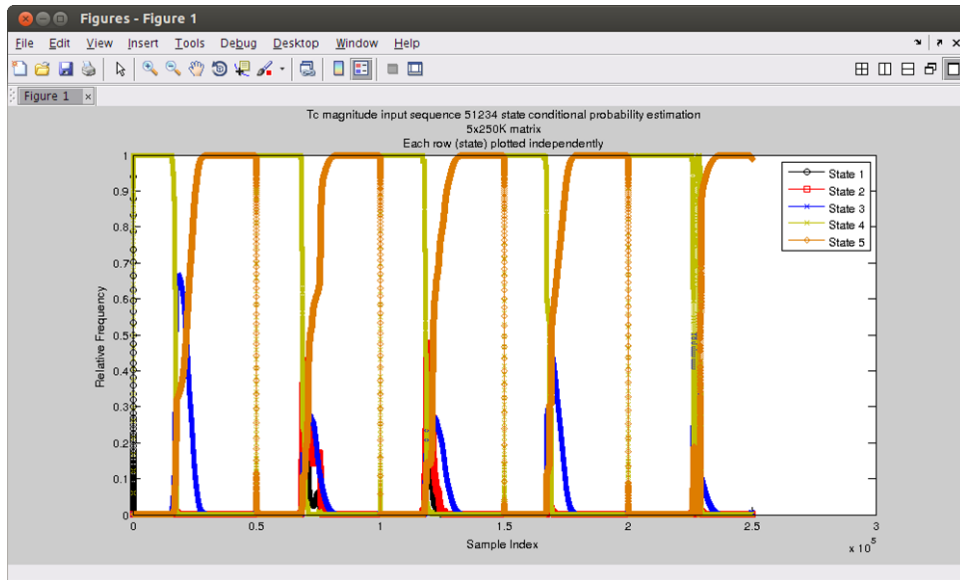 Figures - Figure 1
File Edit View Insert Tools Debug Desktop Window Help
Figure 1
Tc magnitude input sequence 51234 state conditional probability estimation
5x250K matrix
Each row (state) plotted independently
1
0.9
0.8
0.7
0.6
0.5
0.4
0.3
0.2
0.1
0
Relative Frequency
State 1
State 2
State 3
State 4
State 5
0 0.5 1 1.5 2 2.5 3
x 10^5
Sample Index